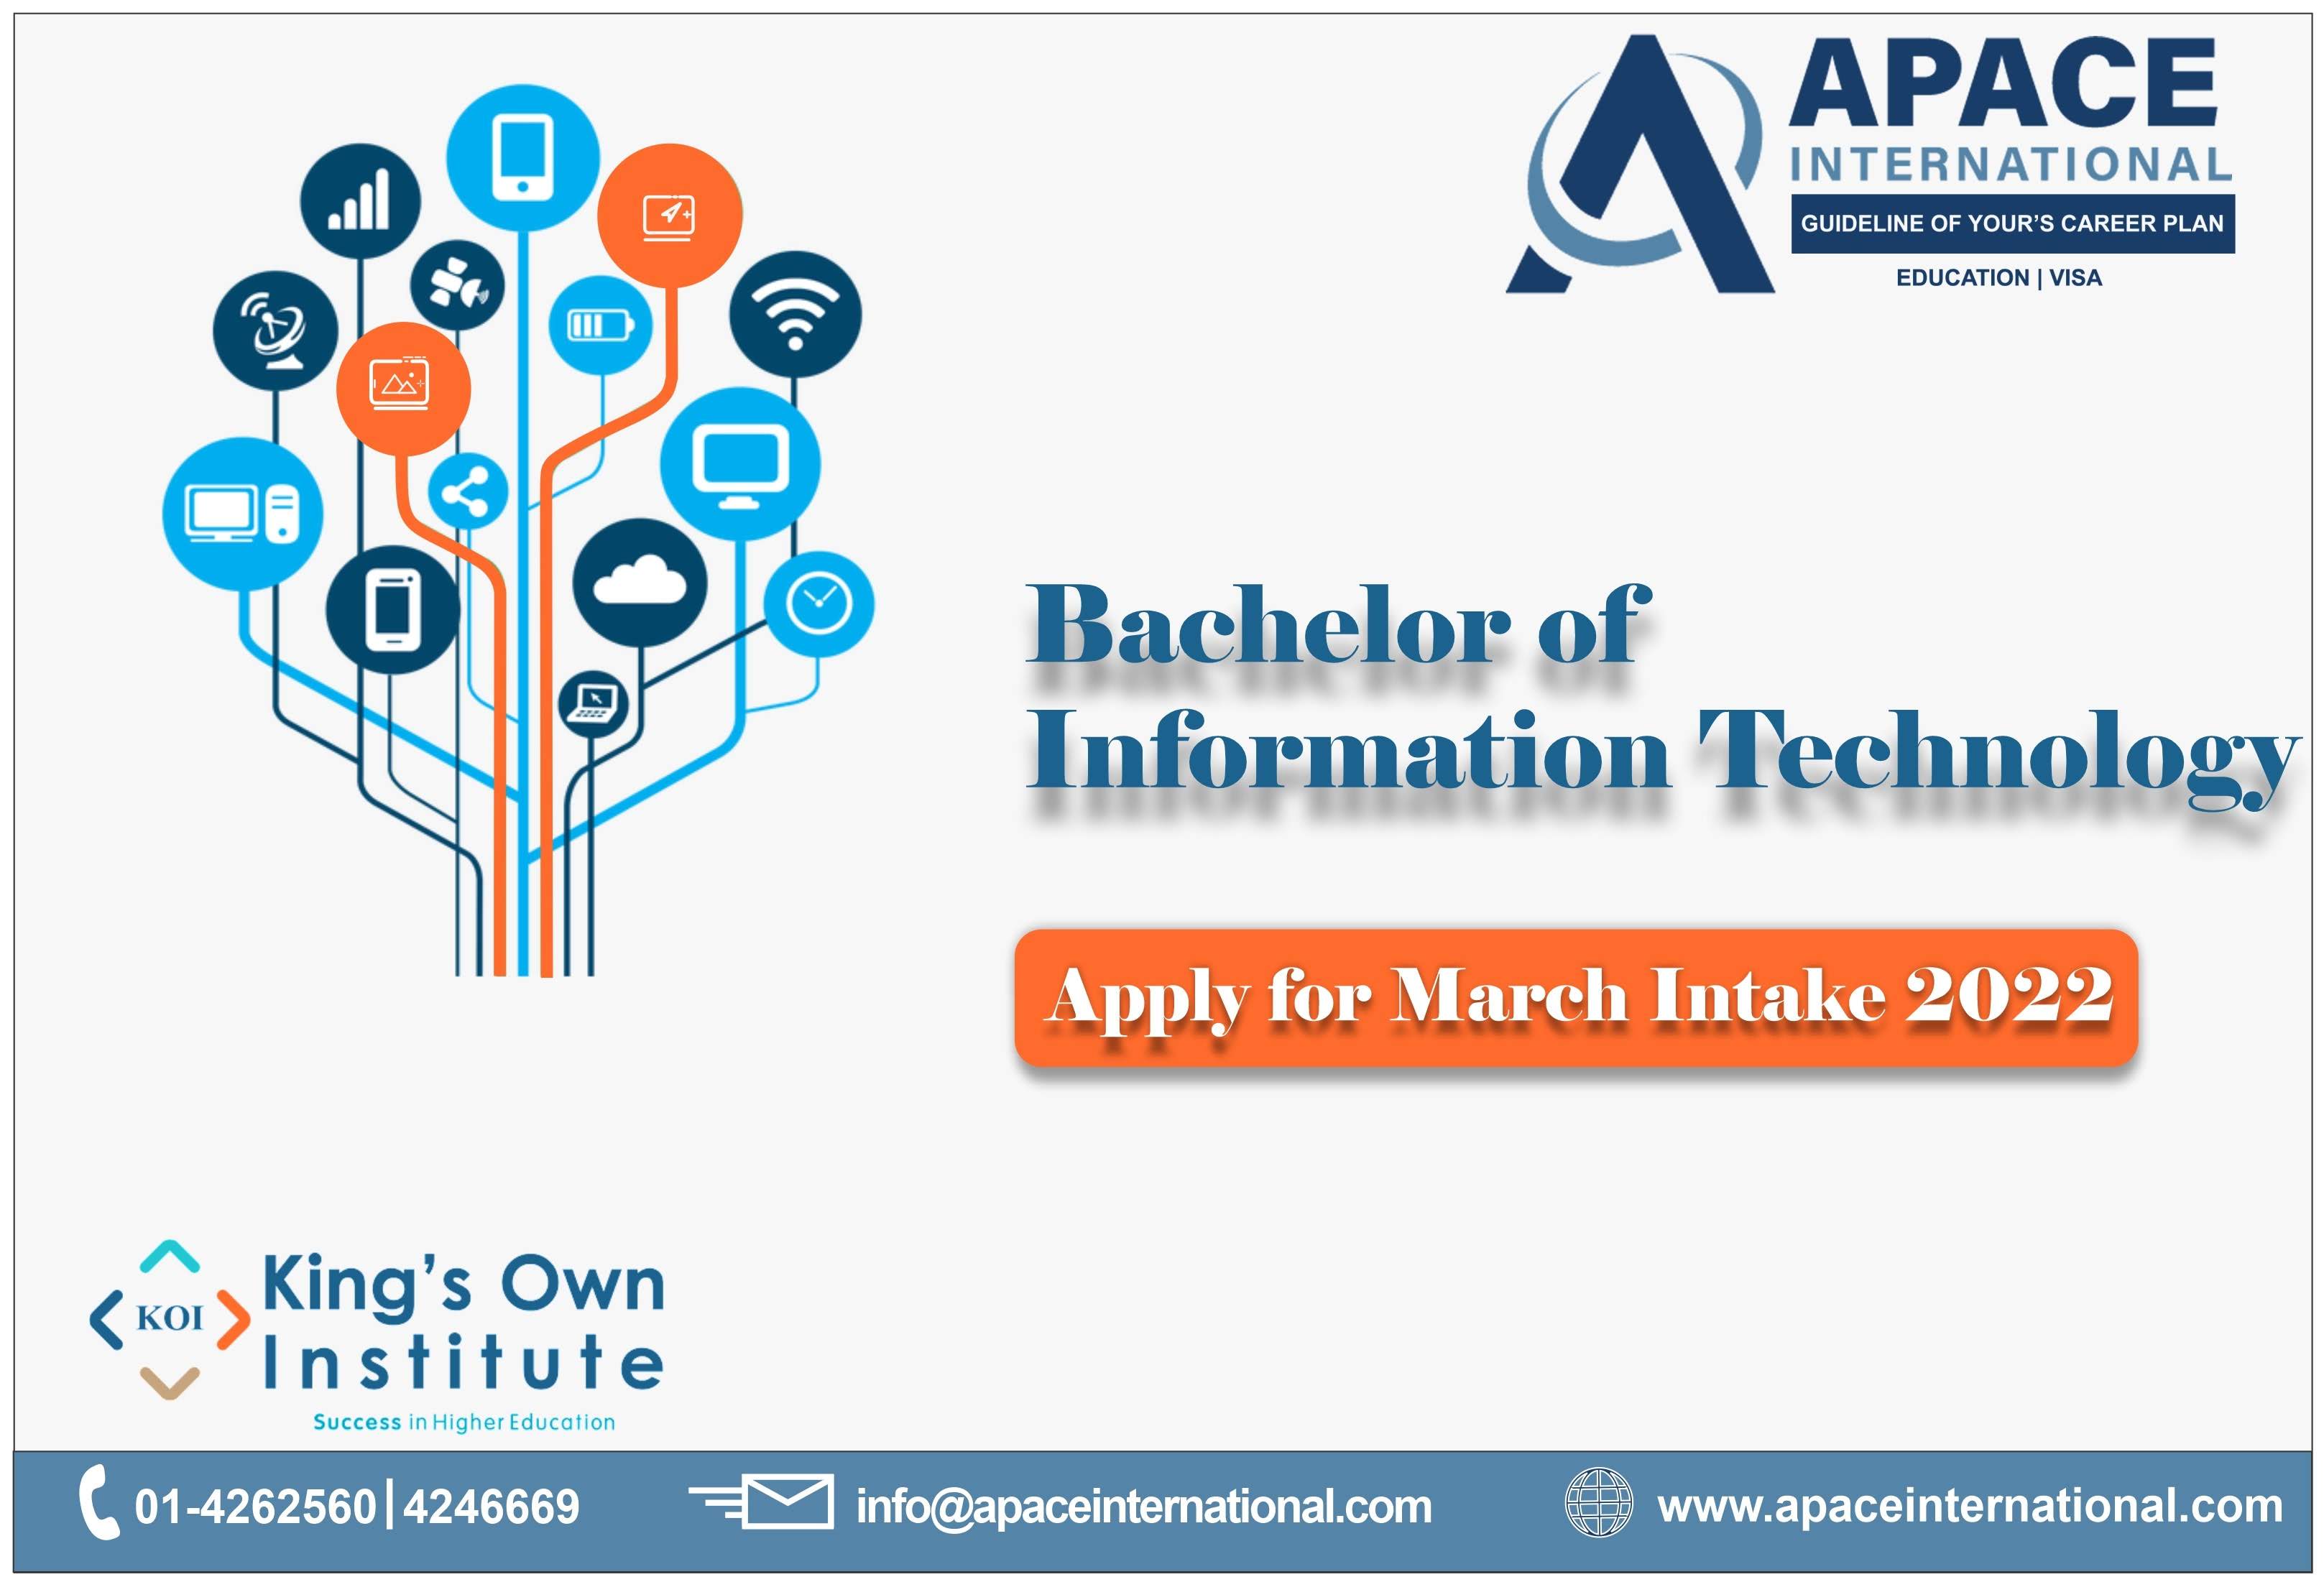 APACE
INTERNATIONAL
GUIDELINE OF YOUR'S CAREER PLAN
EDUCATION | VISA
Bachelor of
Information Technology
Apply for March Intake 2022
KOI
King's Own
Institute
Success in Higher Education
01-4262560|4246669
info@apaceinternational.com
www.apaceinternational.com